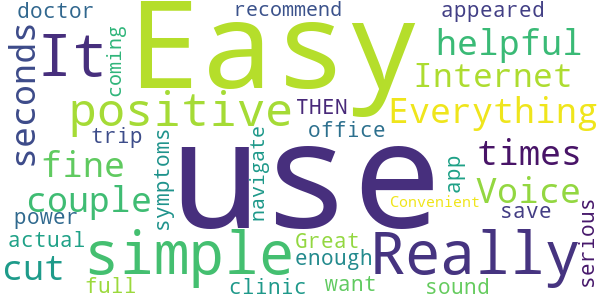 doctor
recommend
appeared
Easy
It
seconds
coming
helpful
Internet
positive
THEN
Everything
trip
office
times
fine
symptoms
use
navigate
app
couple
Voice
Convenient
save
power
actual
simple
Great
Really
serious
enough
cut
full
clinic
want
sound